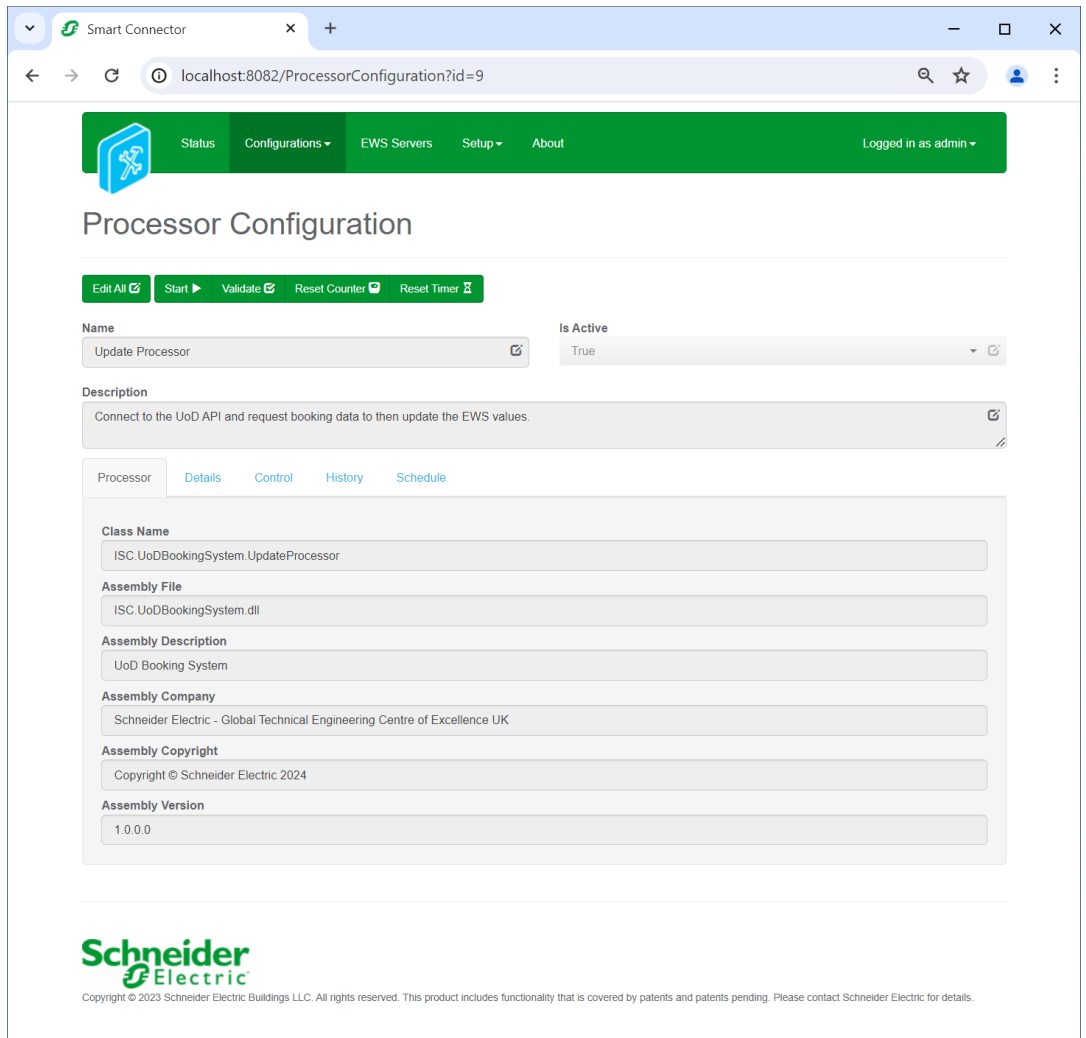 Smart Connector
localhost:8082/ProcessorConfiguration?id=9
Status Configurations EWS Servers Setup About Logged in as admin
Processor Configuration
Edit All Start Validate Reset Counter Reset Timer
Name Is Active
Update Processor True
Description
Connect to the UoD API and request booking data to then update the EWS values.
Processor Details Control History Schedule
Class Name
ISC.UoDBookingSystem.UpdateProcessor
Assembly File
ISC.UoDBookingSystem.dll
Assembly Description
UoD Booking System
Assembly Company
Schneider Electric - Global Technical Engineering Centre of Excellence UK
Assembly Copyright
Copyright © Schneider Electric 2024
Assembly Version
1.0.0.0
Schneider
Electric
Copyright © 2023 Schneider Electric Buildings LLC. All rights reserved. This product includes functionality that is covered by patents and patents pending. Please contact Schneider Electric for details.